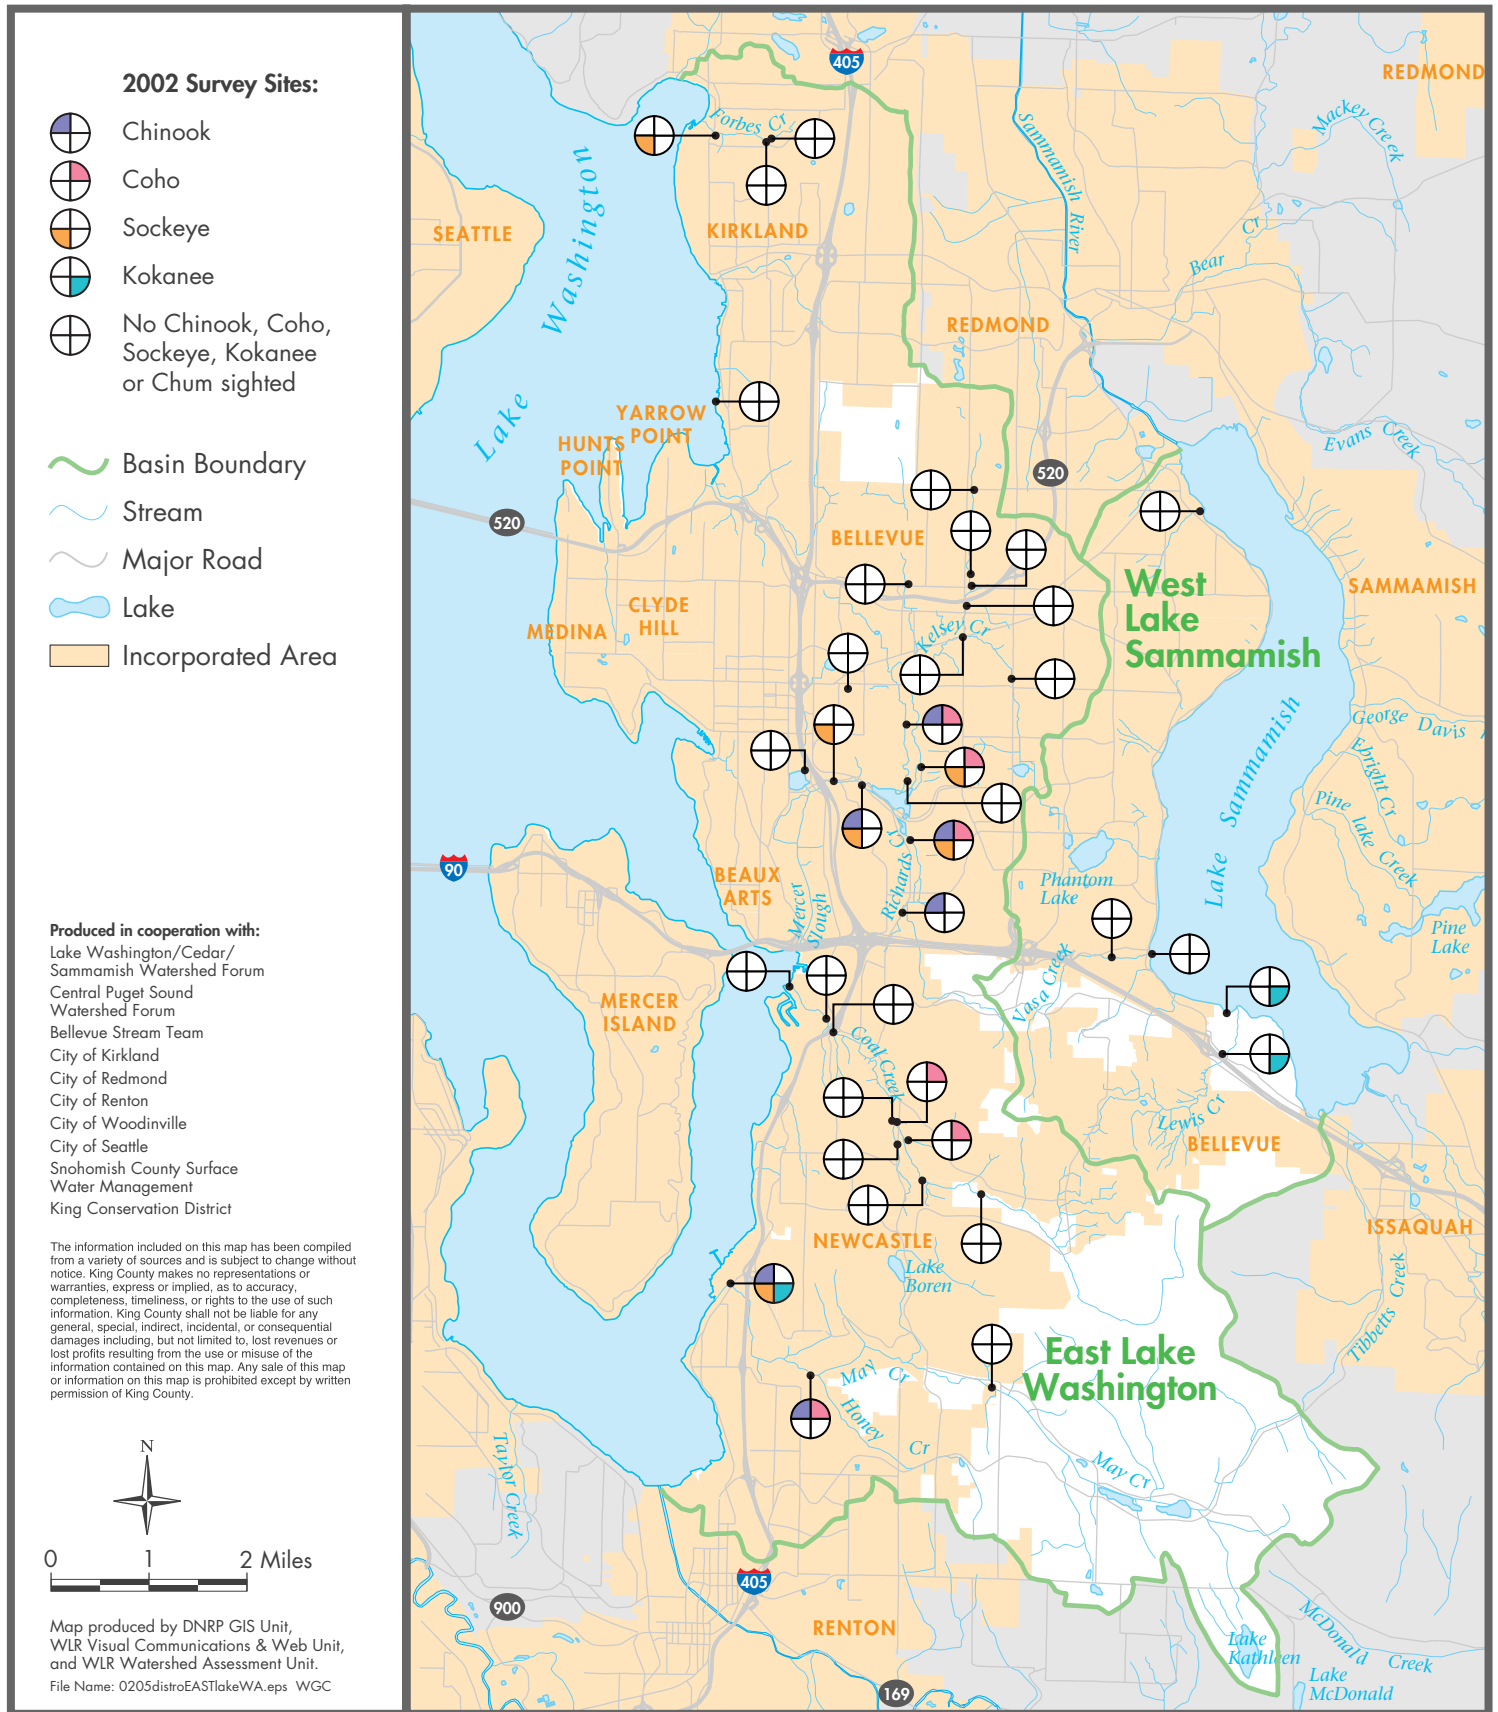 2002 Survey Sites:
Chinook
Coho
Sockeye
Kokanee
No Chinook, Coho,
Sockeye, Kokanee
or Chum sighted
Basin Boundary
Stream
Major Road
Lake
Incorporated Area
Produced in cooperation with:
Lake Washington/Cedar/
Sammamish Watershed Forum
Central Puget Sound
Watershed Forum
Bellevue Stream Team
City of Kirkland
City of Redmond
City of Renton
City of Woodinville
City of Seattle
Snohomish County Surface
Water Management
King Conservation District
The information included on this map has been compiled
from a variety of sources and is subject to change without
notice. King County makes no representations or
warranties, express or implied, as to accuracy,
completeness, timeliness, or rights to the use of such
information. King County shall not be liable for any
general, special, indirect, incidental, or consequential
damages including, but not limited to, lost revenues or
lost profits resulting from the use or misuse of the
information contained on this map. Any sale of this map
or information on this map is prohibited except by written
permission of King County.
N
0 1 2 Miles
Map produced by DNRP GIS Unit,
WLR Visual Communications & Web Unit,
and WLR Watershed Assessment Unit.
File Name: 0205distroEASTlakeWA.eps WGC
405
REDMOND
Forbes Cr
Sammamish River
Mackey Creek
SEATTLE
Lake Washington
KIRKLAND
Bear Cr
REDMOND
YARROW
POINT
HUNTS
POINT
Evans Creek
520
520
BELLEVUE
West
Lake
Sammamish
SAMMAMISH
CLYDE
HILL
MEDINA
Kelsey Cr
George Davis
Ebright Cr
Pine lake Creek
Lake Sammamish
90
BEAUX
ARTS
Mercer
Slough
Richards Cr
Phantom
Lake
Pine
Lake
Vasa Creek
MERCER
ISLAND
Coal Creek
Lewis Cr
BELLEVUE
ISSAQUAH
NEWCASTLE
Lake
Boren
Tibbetts Creek
East Lake
Washington
May Cr
Honey Cr
May Cr
Taylor Creek
405
900
RENTON
169
Lake
Kathleen
McDonald Creek
Lake
McDonald